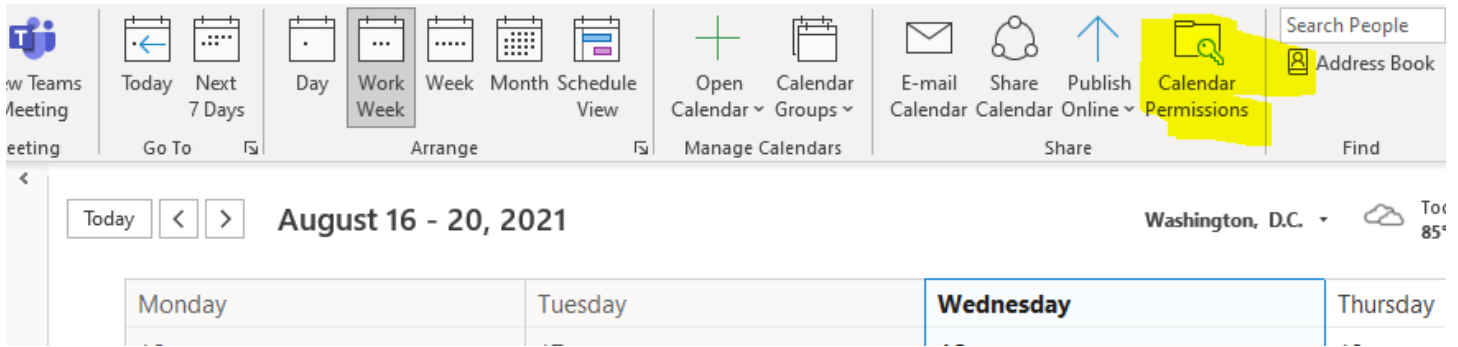 Search People
Teams Today Next Day Work Week Month Schedule Open Calendar E-mail Share Publish Calendar Address Book
7 Days Week View Calendar Groups Calendar Calendar Online Permissions
Go To Arrange Manage Calendars Share Find
Today August 16 - 20, 2021 Washington, D.C.
85°
Monday Tuesday Wednesday Thursday